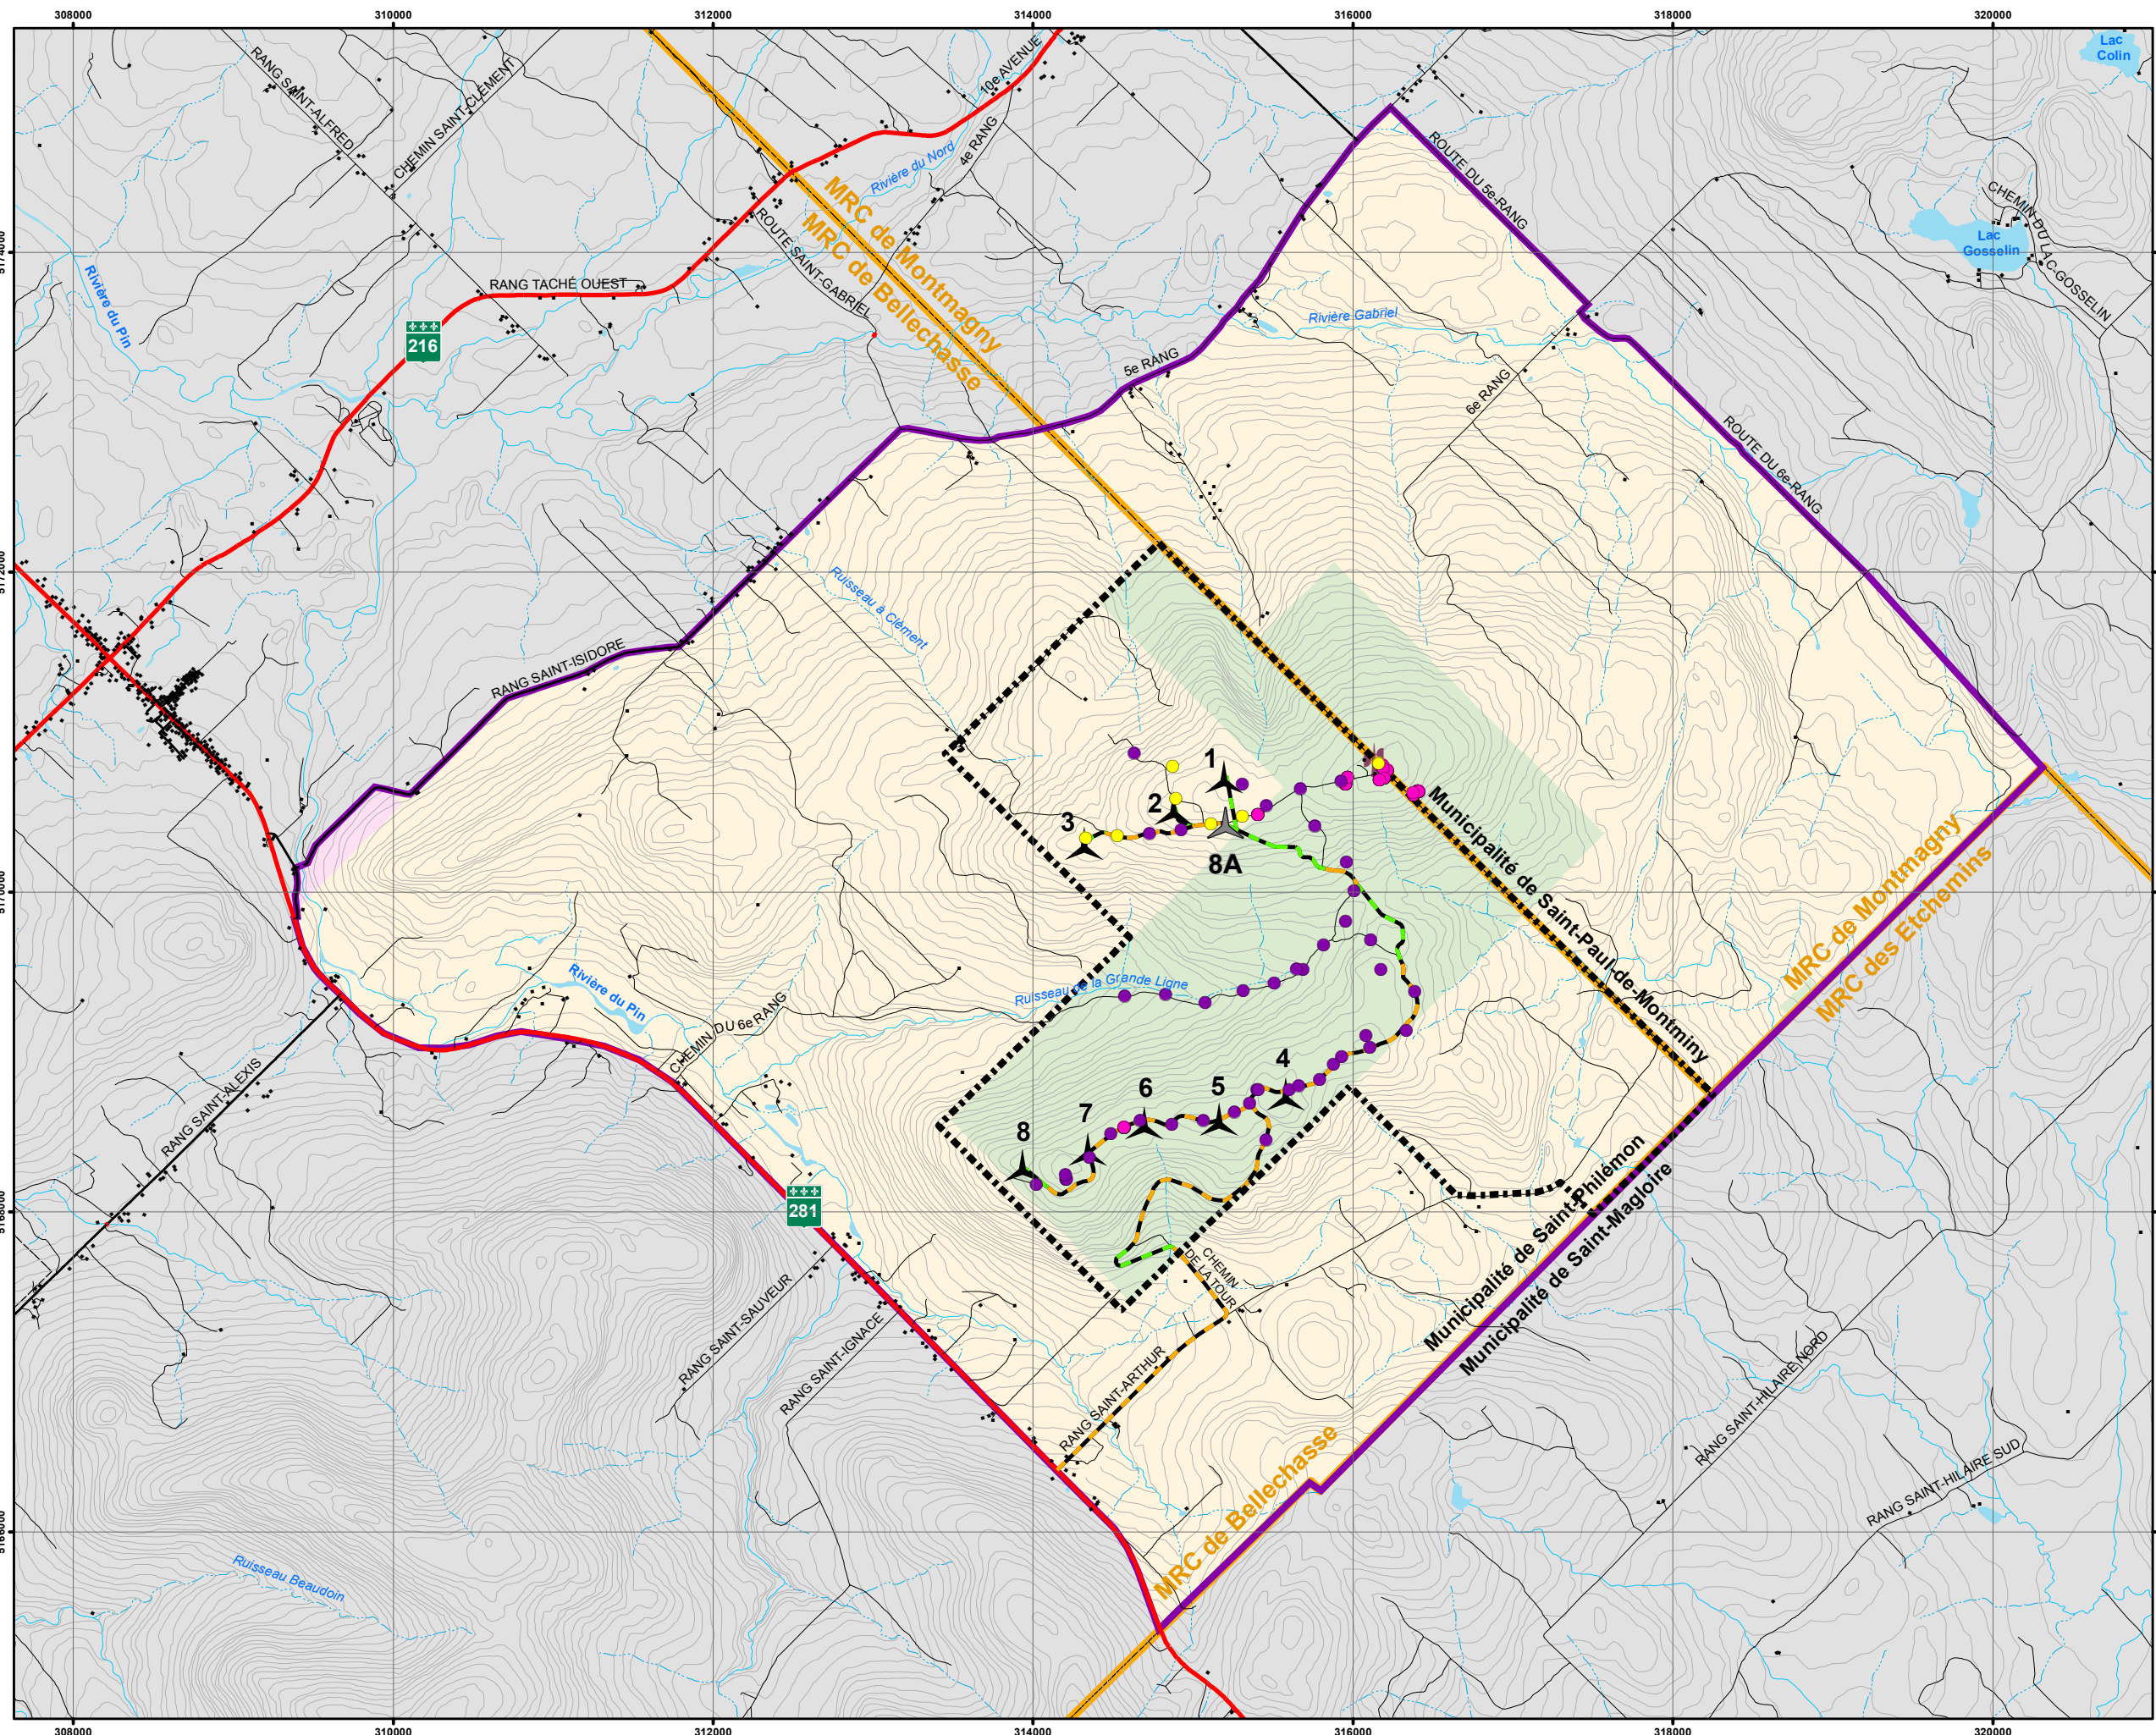 308000
310000
312000
314000
316000
318000
320000
Lac
Colin
RANG SAINT-ALFRED
CHEMIN SAINT-CLÉMENT
10e AVENUE
4e RANG
Rivière du Nord
ROUTE DU 5e-RANG
MRC de Montmagny
MRC de Bellechasse
ROUTE SAINT-GABRIEL
CHEMIN DU LAC-GOSSELIN
Lac
Gosselin
5174000
Rivière du Pin
RANG TACHÉ OUEST
216
Rivière Gabriel
5e RANG
6e RANG
ROUTE DU 6e-RANG
5172000
Ruisseau à Clément
RANG SAINT-ISIDORE
1
2
3
8A
Municipalité de Saint-Paul-de-Montminy
MRC de Montmagny
MRC des Etchemins
5170000
Rivière du Pin
Ruisseau de la Grande Ligne
CHEMIN DU 6e RANG
RANG SAINT-ALEXIS
4
5
6
7
8
281
5168000
Municipalité de Saint-Philémon
Municipalité de Saint-Magloire
CHEMIN
DE LA TOUR
RANG SAINT-SAUVEUR
RANG SAINT-IGNACE
RANG SAINT-ARTHUR
RANG SAINT-HILAIRE NORD
RANG SAINT-HILAIRE SUD
MRC de Bellechasse
5166000
Ruisseau Beaudoin
308000
310000
312000
314000
316000
318000
320000